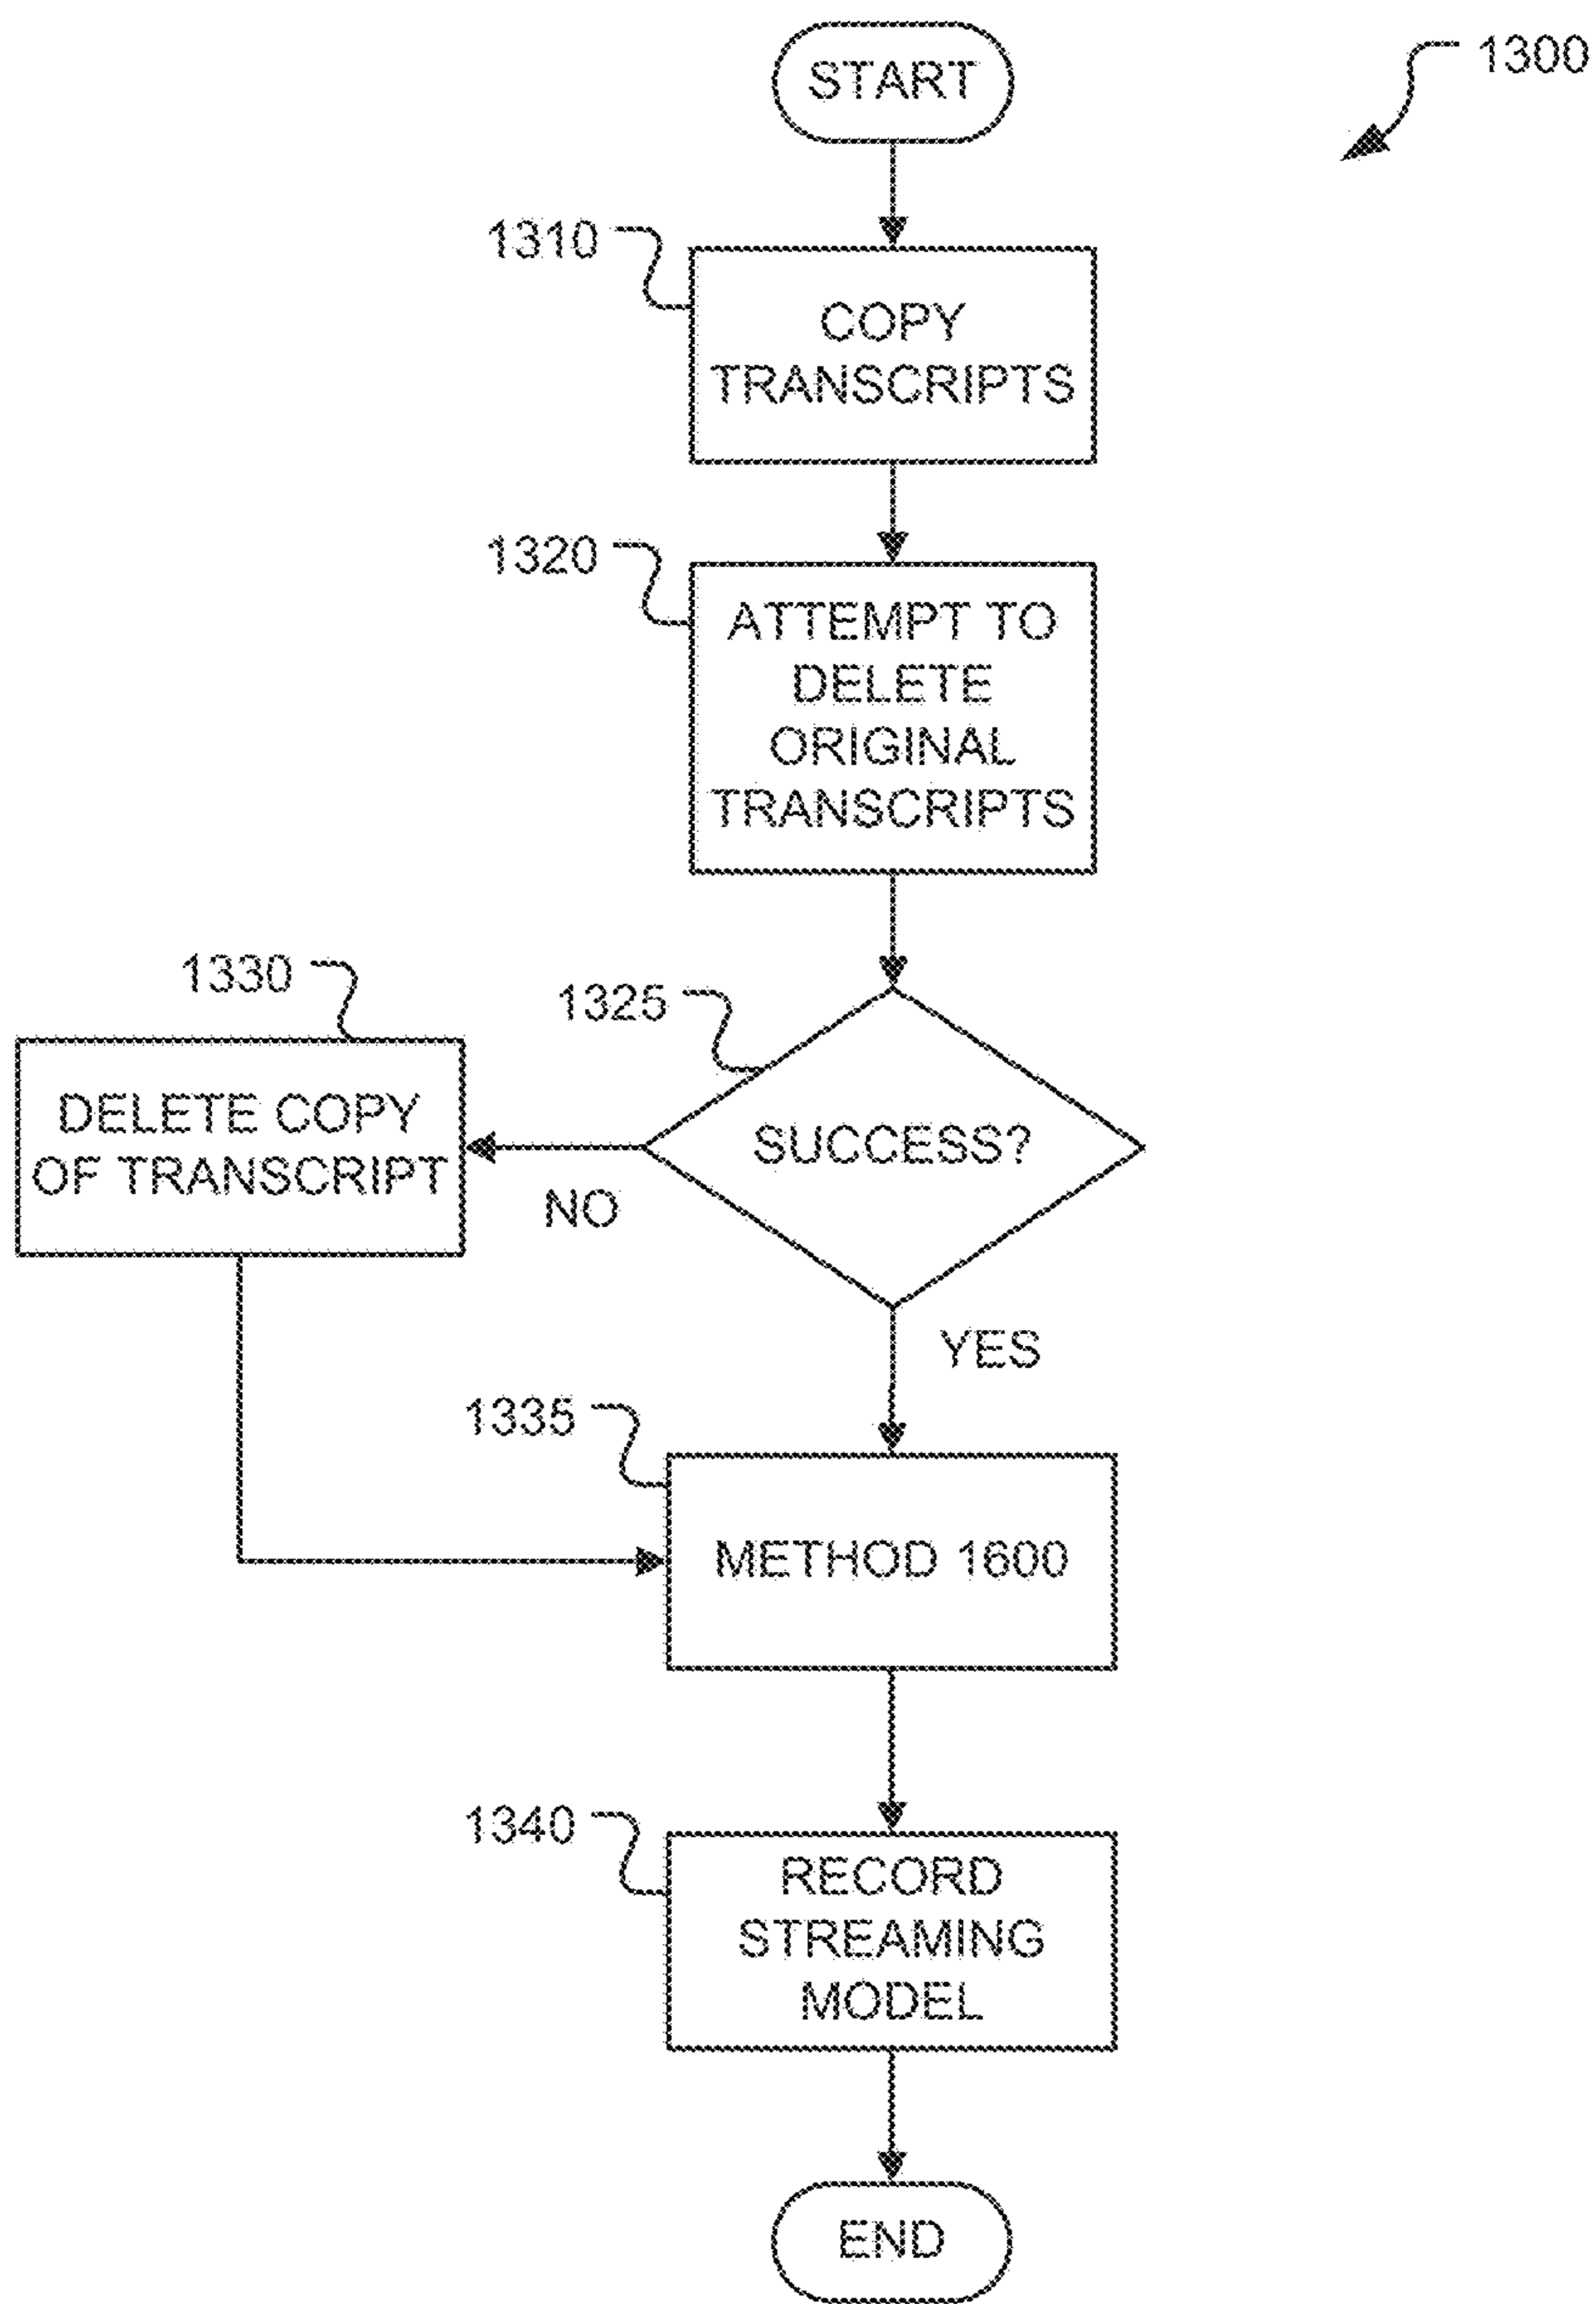 START
1300
1310
COPY
TRANSCRIPTS
1320
ATTEMPT TO
DELETE
ORIGINAL
TRANSCRIPTS
1330
1325
DELETE COPY
OF TRANSCRIPT
SUCCESS?
NO
YES
1335
METHOD 1600
1340
RECORD
STREAMING
MODEL
END